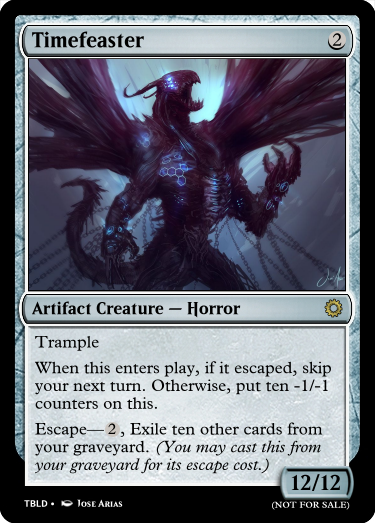 Timefeaster 2
Artifact Creature — Horror
Trample
When this enters play, if it escaped, skip
your next turn. Otherwise, put ten -1/-1
counters on this.
Escape—2, Exile ten other cards from
your graveyard. (You may cast this from
your graveyard for its escape cost.)
12/12
TBLD • Jose Arias
(NOT FOR SALE)